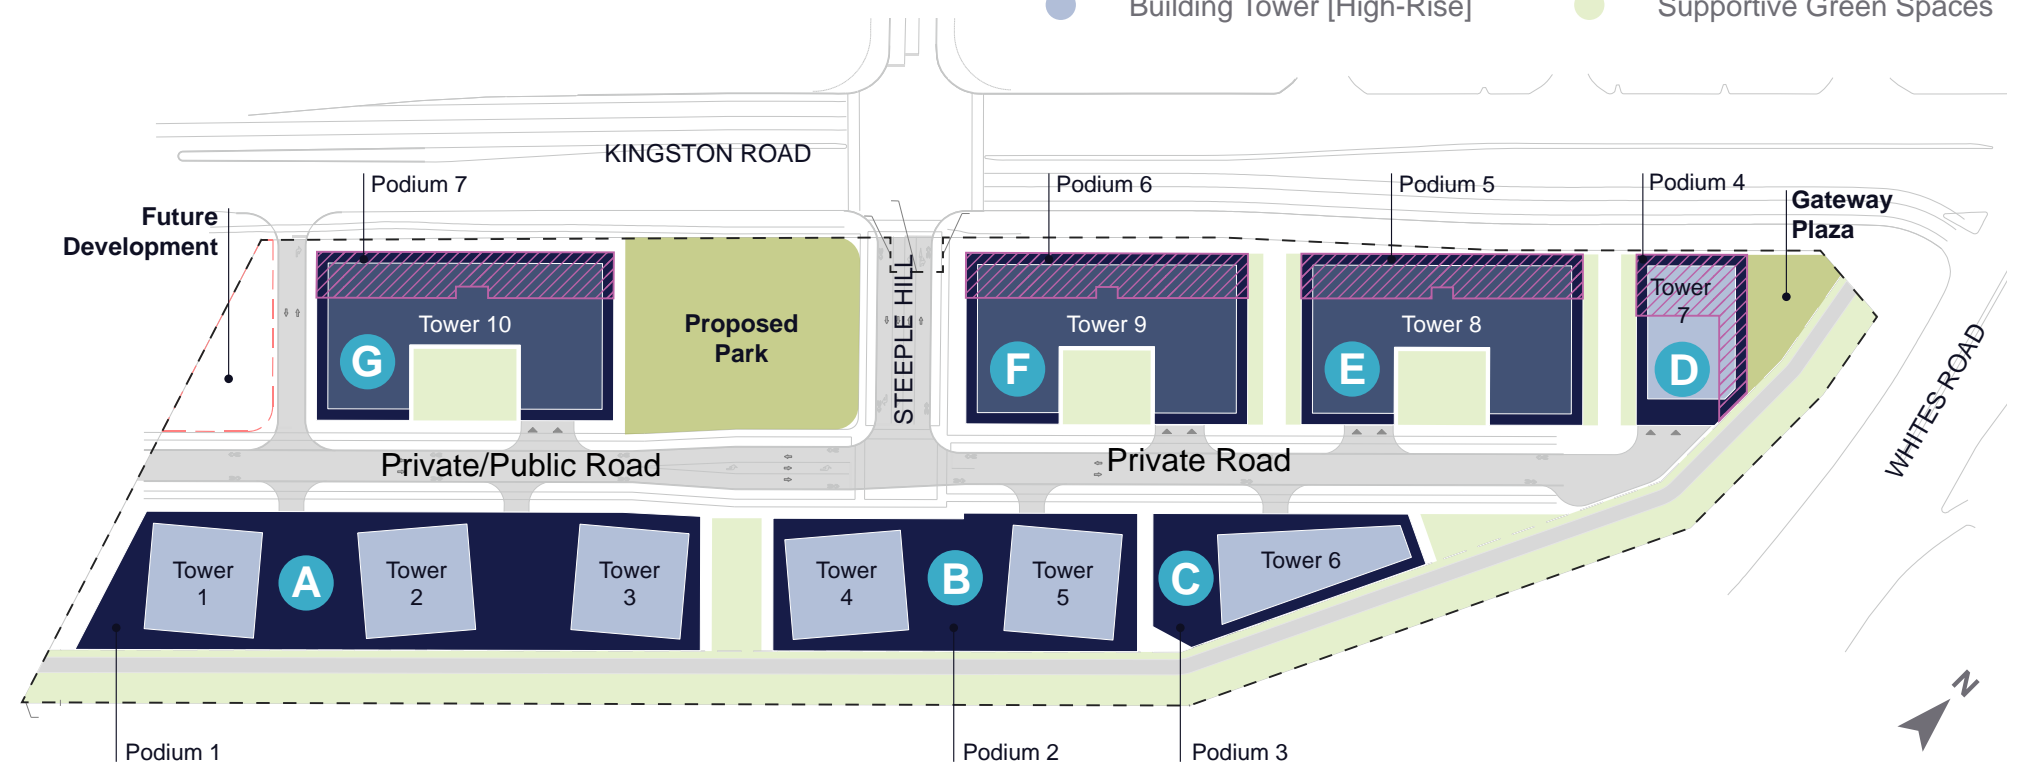 Building Tower [High-Rise]
Supportive Green Spaces
KINGSTON ROAD
Podium 7
Podium 6
Podium 5
Podium 4
Gateway
Plaza
Future
Development
STEEPLE HILL
WHITES ROAD
Tower 10
G
Proposed
Park
Tower 9
F
Tower 8
E
Tower
7
D
Private/Public Road
Private Road
Tower
1
A
Tower
2
Tower
3
Tower
4
B
Tower
5
C
Tower 6
N
Podium 1
Podium 2
Podium 3